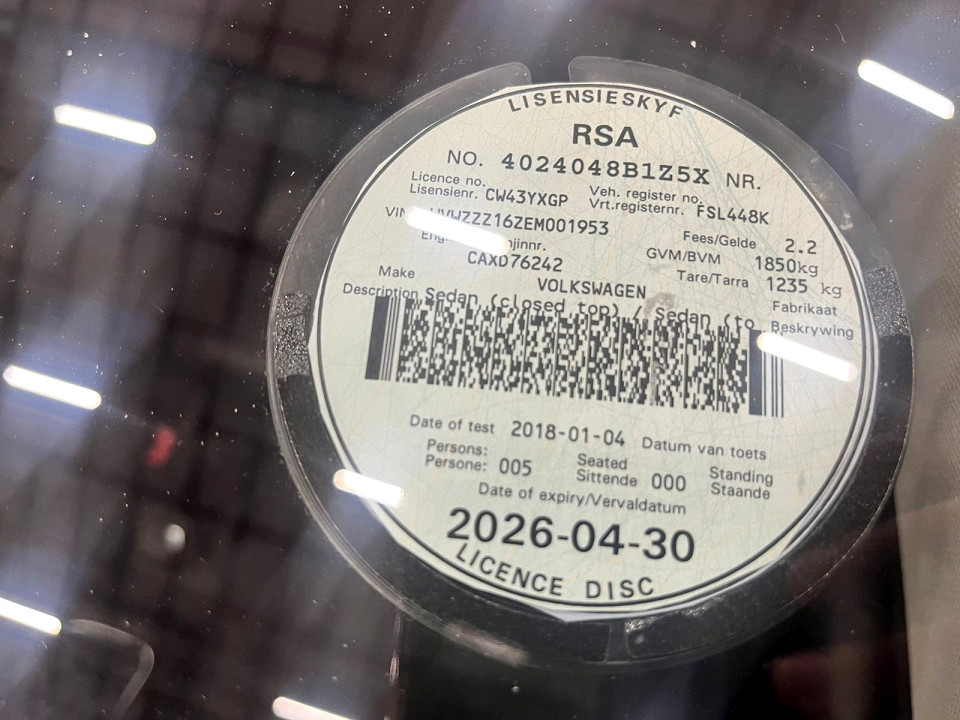 LISENSIESKYF
RSA
NO. 4024048B1Z5X NR.
Licence no. Lisensienr. CW43YXGP Veh. register no. Vrt.registernr. FSL448K
VIN WVWZZZ16ZEM001953 Fees/Gelde 2.2
CAXD76242 GVM/BVM 1850kg
Tare/Tarra 1235 kg
Make VOLKSWAGEN Fabrikaat
Description Sedan (closed top) / Sedan (to Beskrywing
Date of test 2018-01-04 Datum van toets
Persons: Persone: 005 Seated Sittende 000 Standing Staande
Date of expiry/Vervaldatum
2026-04-30
LICENCE DISC